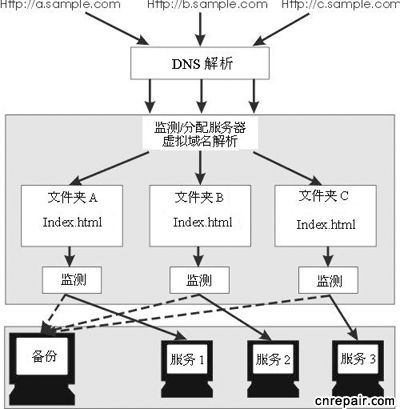 Http://a.sample.com Http://b.sample.com Http://c.sample.com
DNS 解析
监测/分配服务器
虚拟域名解析
文件夹 A 文件夹 B 文件夹 C
Index.html Index.html Index.html
监测 监测 监测
备份 服务 1 服务 2 服务 3
cnrepair.com